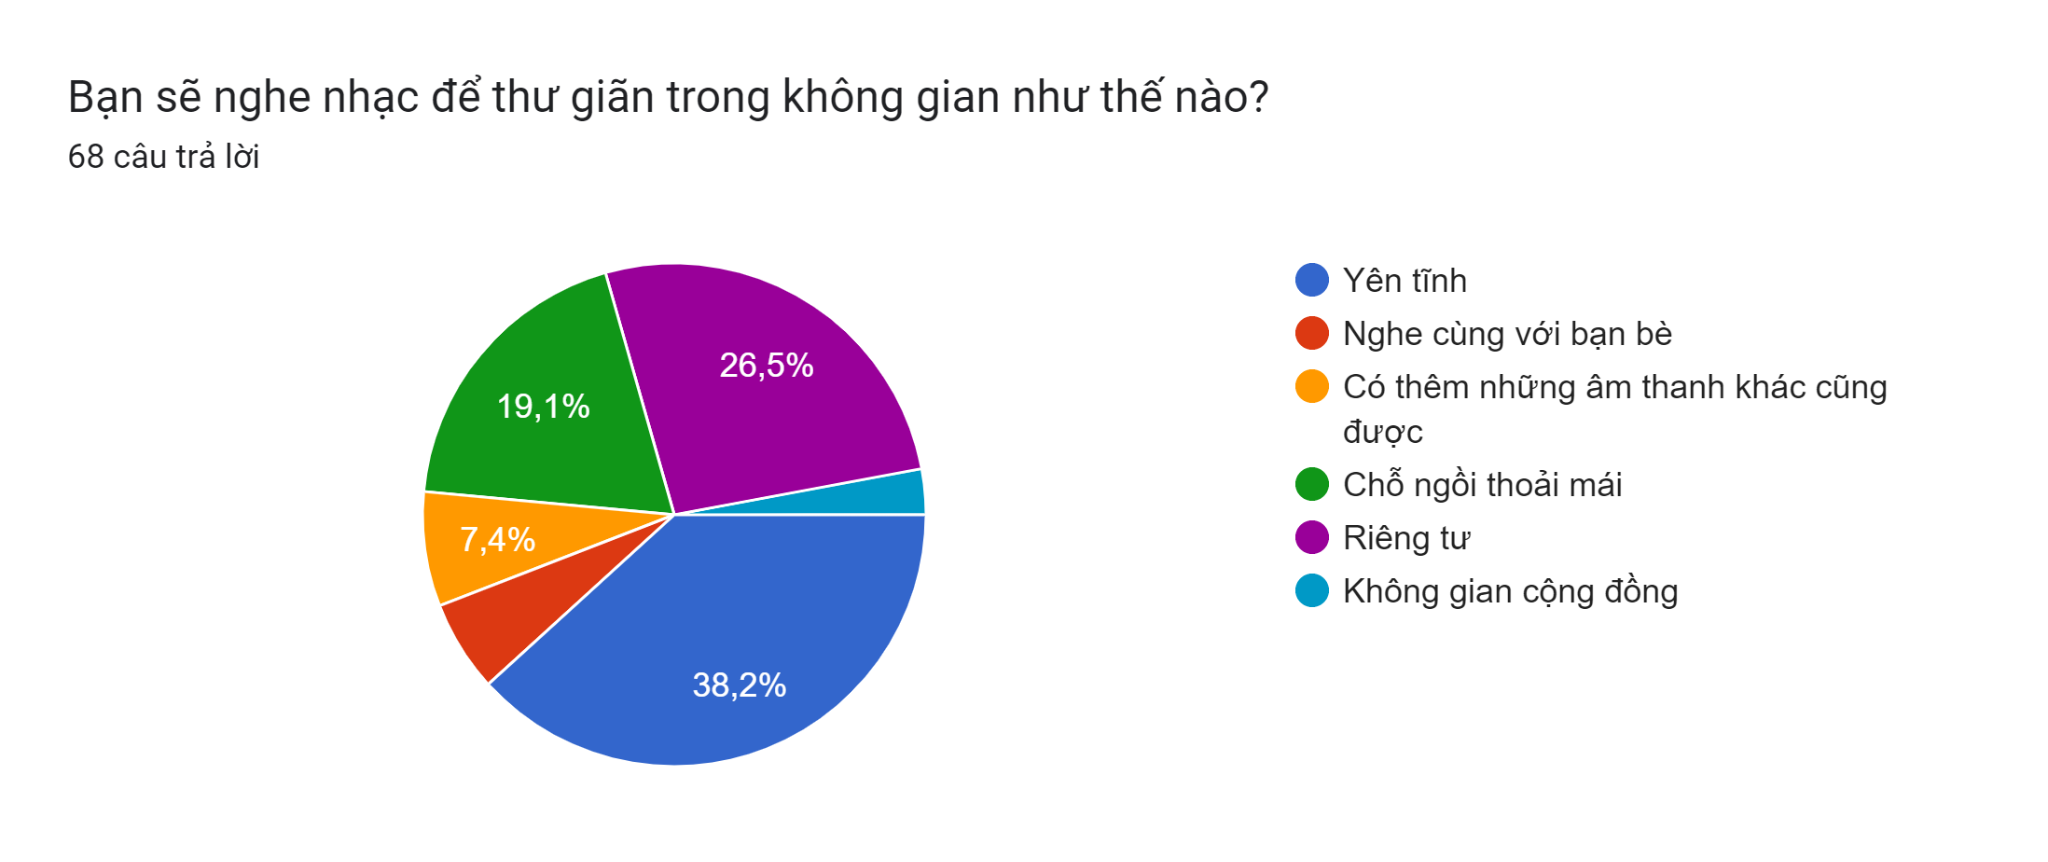 Bạn sẽ nghe nhạc để thư giãn trong không gian như thế nào?
68 câu trả lời
26,5%
19,1%
7,4%
38,2%
Yên tĩnh
Nghe cùng với bạn bè
Có thêm những âm thanh khác cũng
được
Chỗ ngồi thoải mái
Riêng tư
Không gian cộng đồng